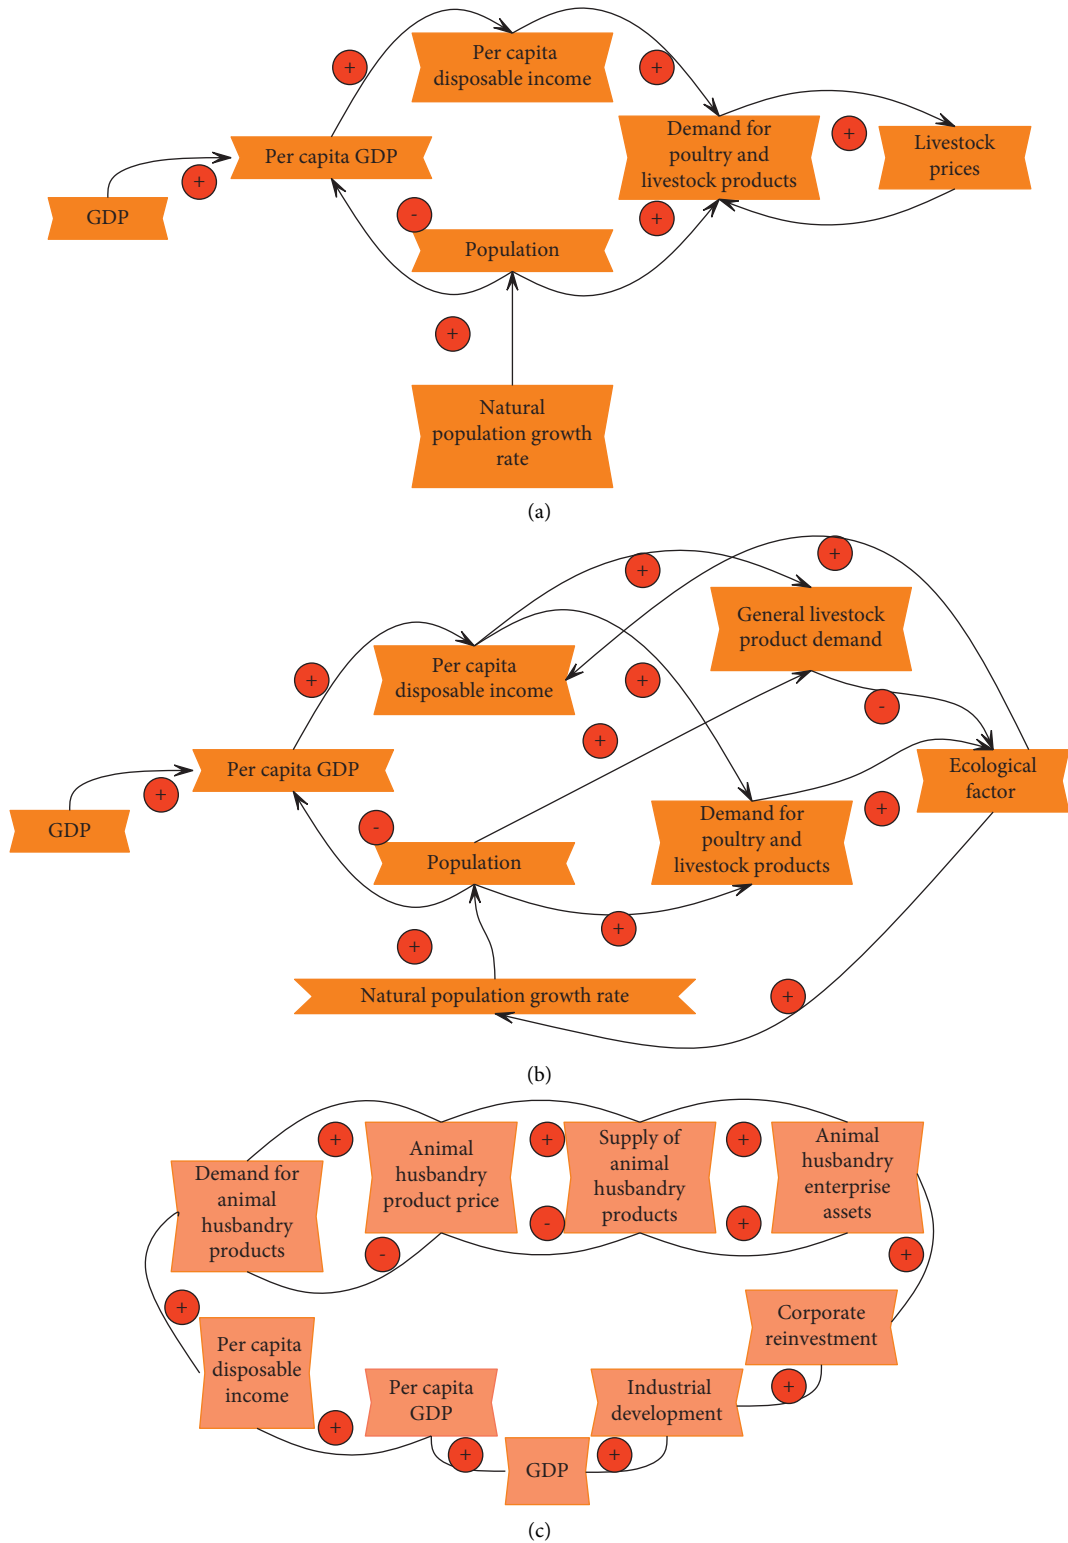 Per capita
disposable income
+
+
Demand for
poultry and
livestock products
+
Livestock
prices
Per capita GDP
+
GDP
-
+
Population
+
Natural
population growth
rate
(a)
+
+
General livestock
product demand
Per capita
disposable income
+
+
-
+
Per capita GDP
+
Ecological
factor
GDP
-
Demand for
poultry and
livestock products
+
Population
+
+
Natural population growth rate
+
(b)
Demand for
animal
husbandry
products
+
Animal
husbandry
product price
+
Supply of
animal
husbandry
products
+
Animal
husbandry
enterprise
assets
-
-
+
+
+
Per capita
disposable
income
Corporate
reinvestment
Per capita
GDP
Industrial
development
+
+
+
GDP
+
(c)